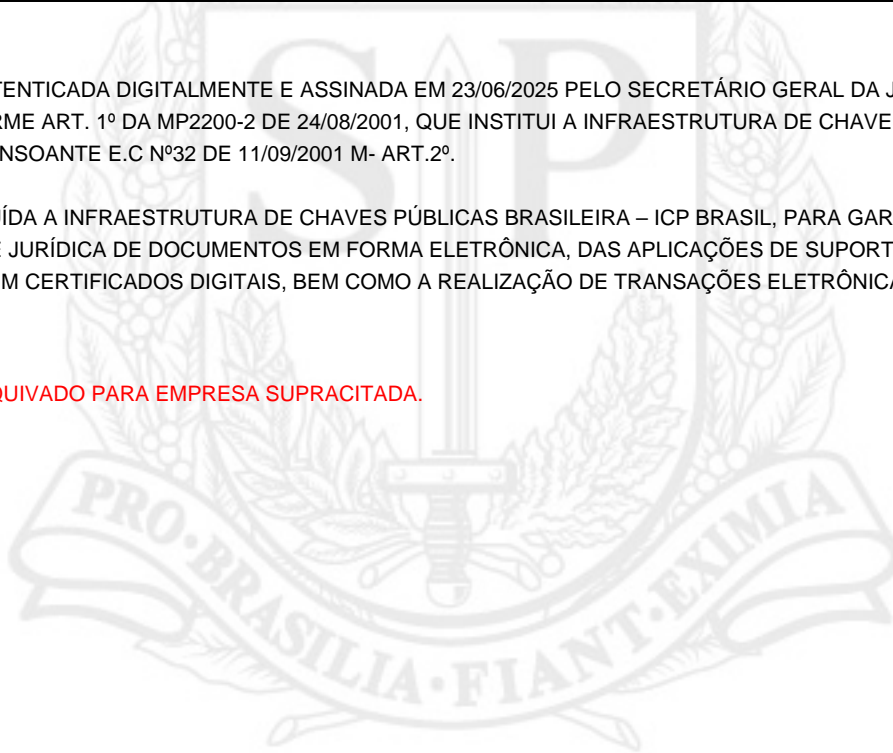 TENTICADA DIGITALMENTE E ASSINADA EM 23/06/2025 PELO SECRETÁRIO GERAL DA J
RME ART. 1º DA MP2200-2 DE 24/08/2001, QUE INSTITUI A INFRAESTRUTURA DE CHAVE
NSOANTE E.C Nº32 DE 11/09/2001 M- ART.2º.
ÍDA A INFRAESTRUTURA DE CHAVES PÚBLICAS BRASILEIRA – ICP BRASIL, PARA GAR
E JURÍDICA DE DOCUMENTOS EM FORMA ELETRÔNICA, DAS APLICAÇÕES DE SUPORT
M CERTIFICADOS DIGITAIS, BEM COMO A REALIZAÇÃO DE TRANSAÇÕES ELETRÔNICA
QUIVADO PARA EMPRESA SUPRACITADA.
SP
PRO·BRASILIA·FIANT·EXIMIA